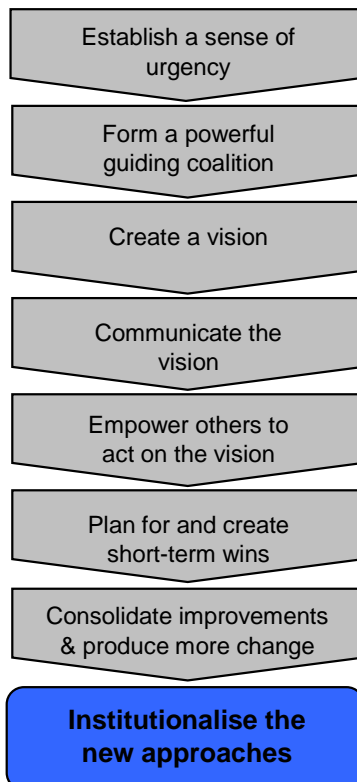 Establish a sense of
urgency
Form a powerful
guiding coalition
Create a vision
Communicate the
vision
Empower others to
act on the vision
Plan for and create
short-term wins
Consolidate improvements
& produce more change
Institutionalise the
new approaches